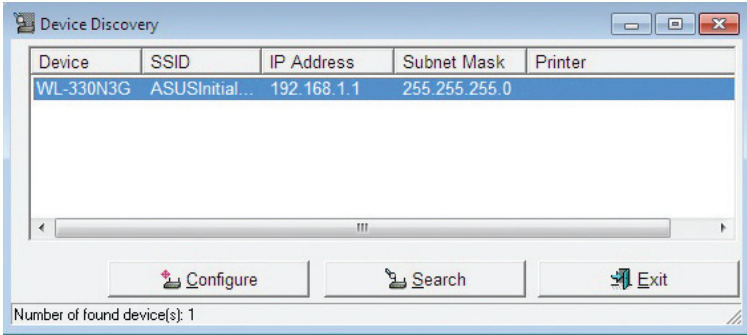 Device Discovery
Device SSID IP Address Subnet Mask Printer
WL-330N3G ASUSInitial... 192.168.1.1 255.255.255.0
Configure Search Exit
Number of found device(s): 1